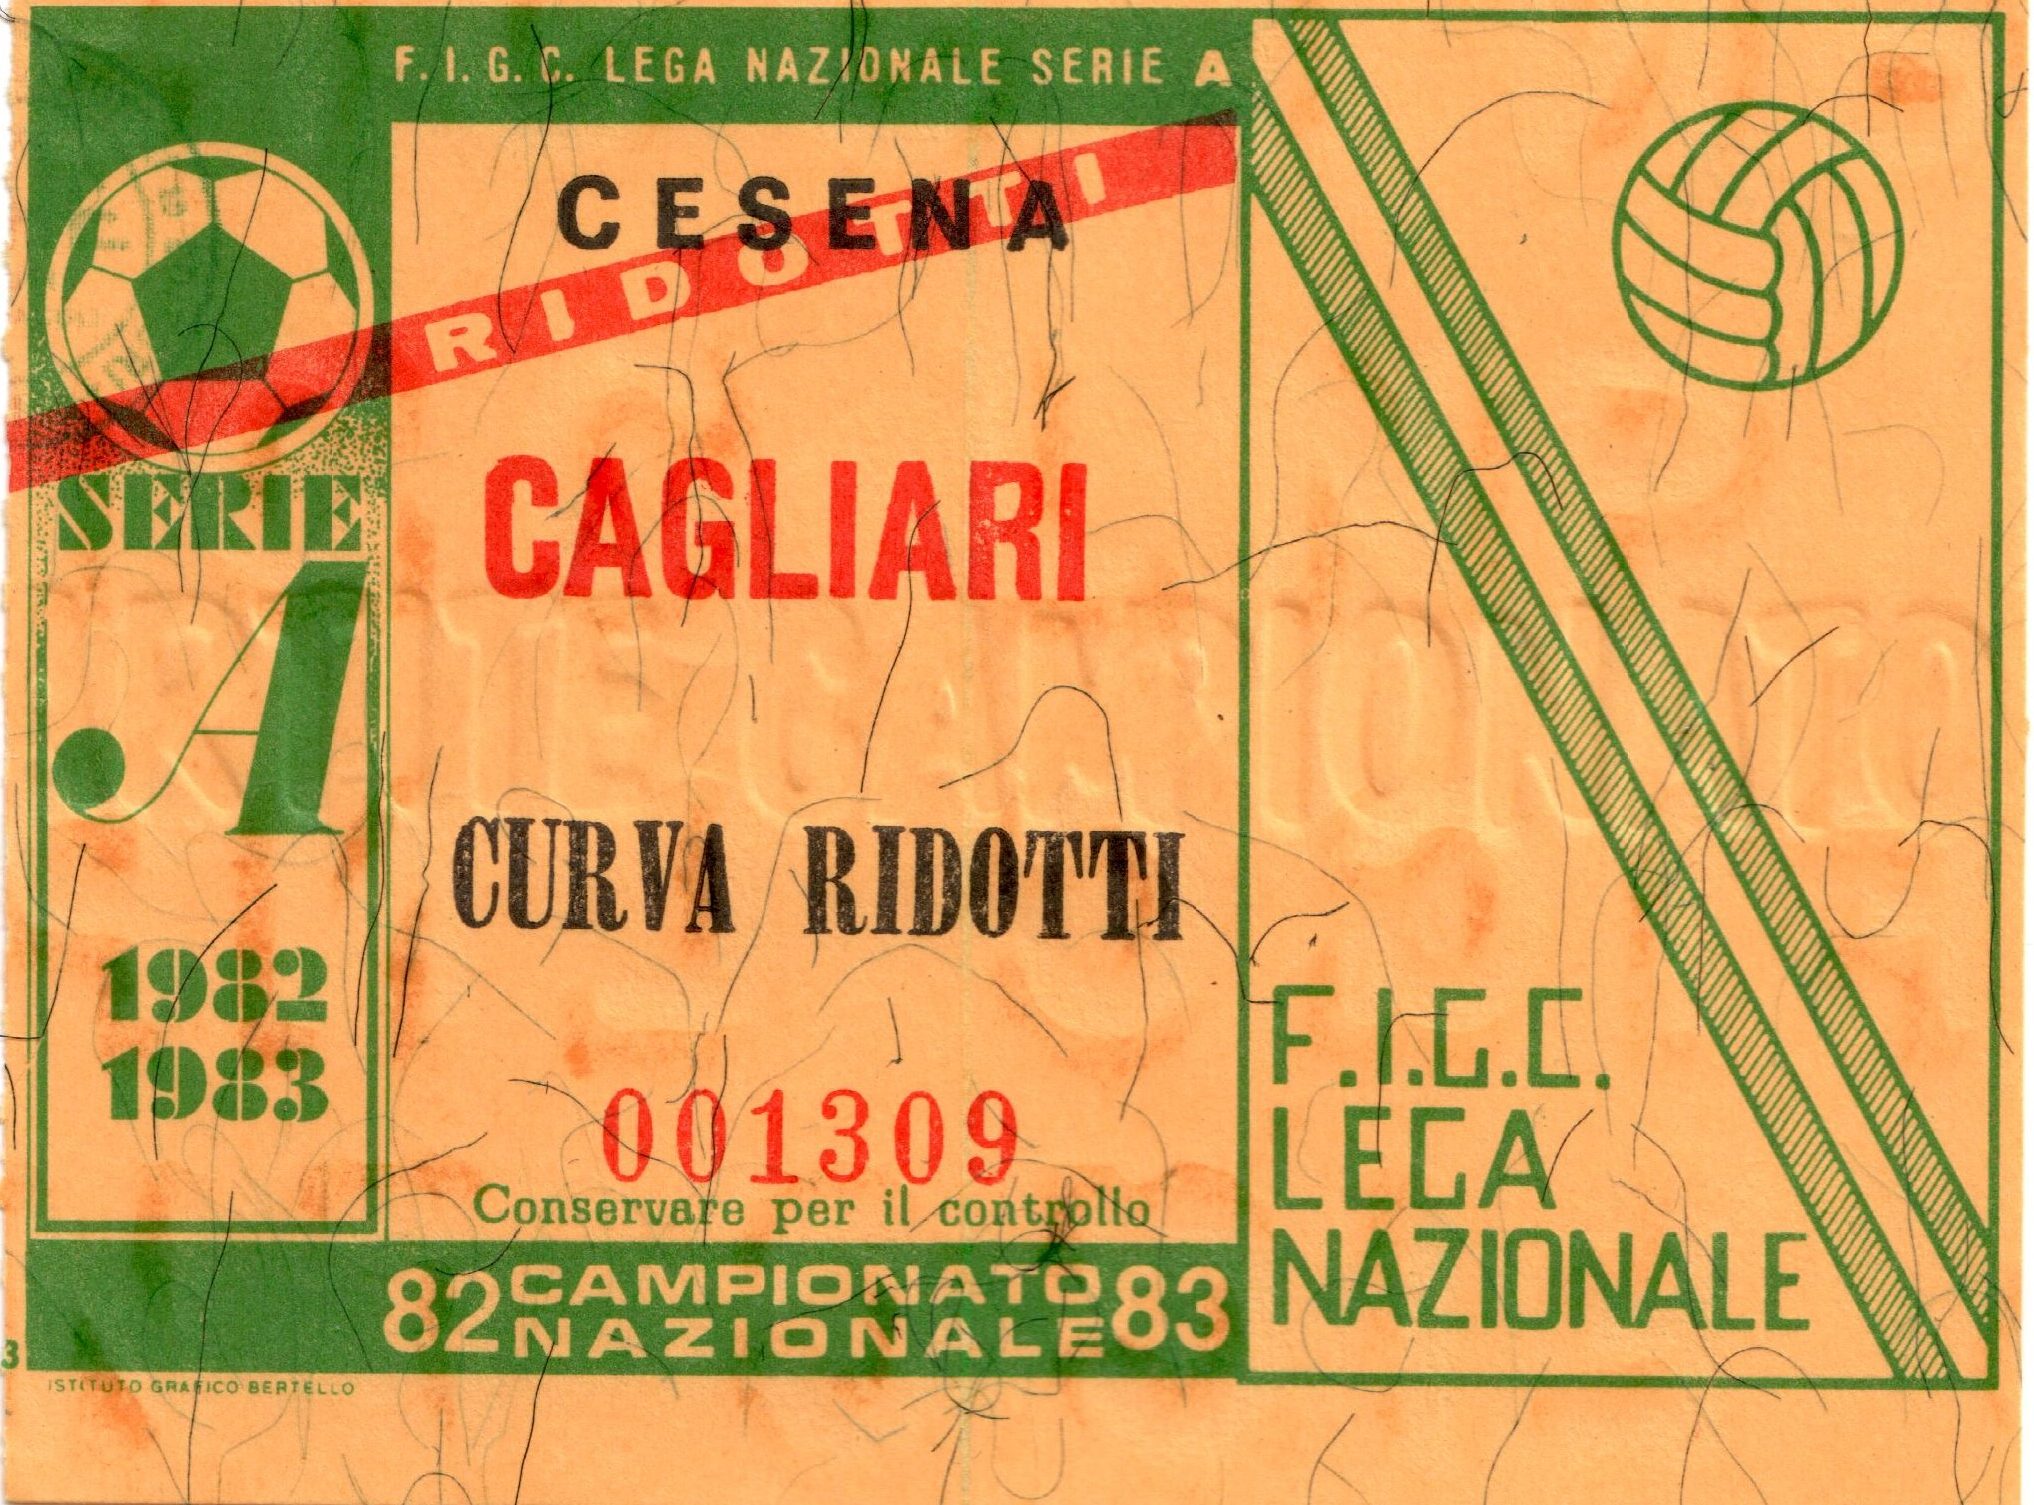 F. I. G. C. LEGA NAZIONALE SERIE A
CESENA
RIDOTTI
CAGLIARI
SERIE
A
1982
1983
CURVA RIDOTTI
001309
Conservare per il controllo
82 CAMPIONATO NAZIONALE 83
F.I.G.C.
LEGA
NAZIONALE
3
ISTITUTO GRAFICO BERTELLO